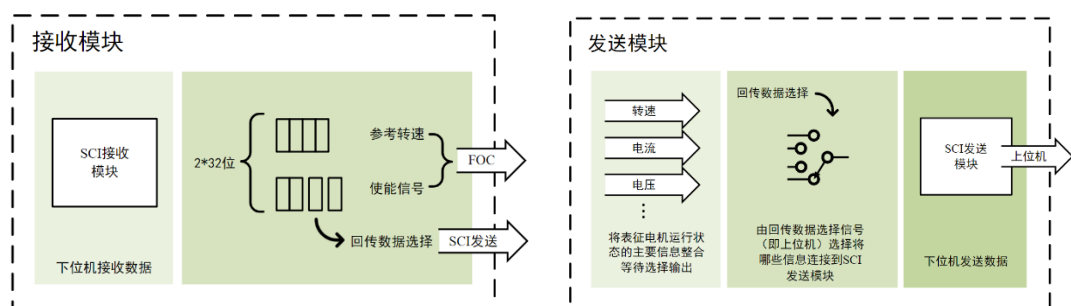 接收模块
SCI接收
模块
下位机接收数据
2*32位
参考转速
使能信号
FOC
回传数据选择
SCI发送
发送模块
转速
电流
电压
将表征电机运行状
态的主要信息整合
等待选择输出
回传数据选择
由回传数据选择信号
（即上位机）选择将
哪些信息连接到SCI
发送模块
SCI发送
模块
上位机
下位机发送数据